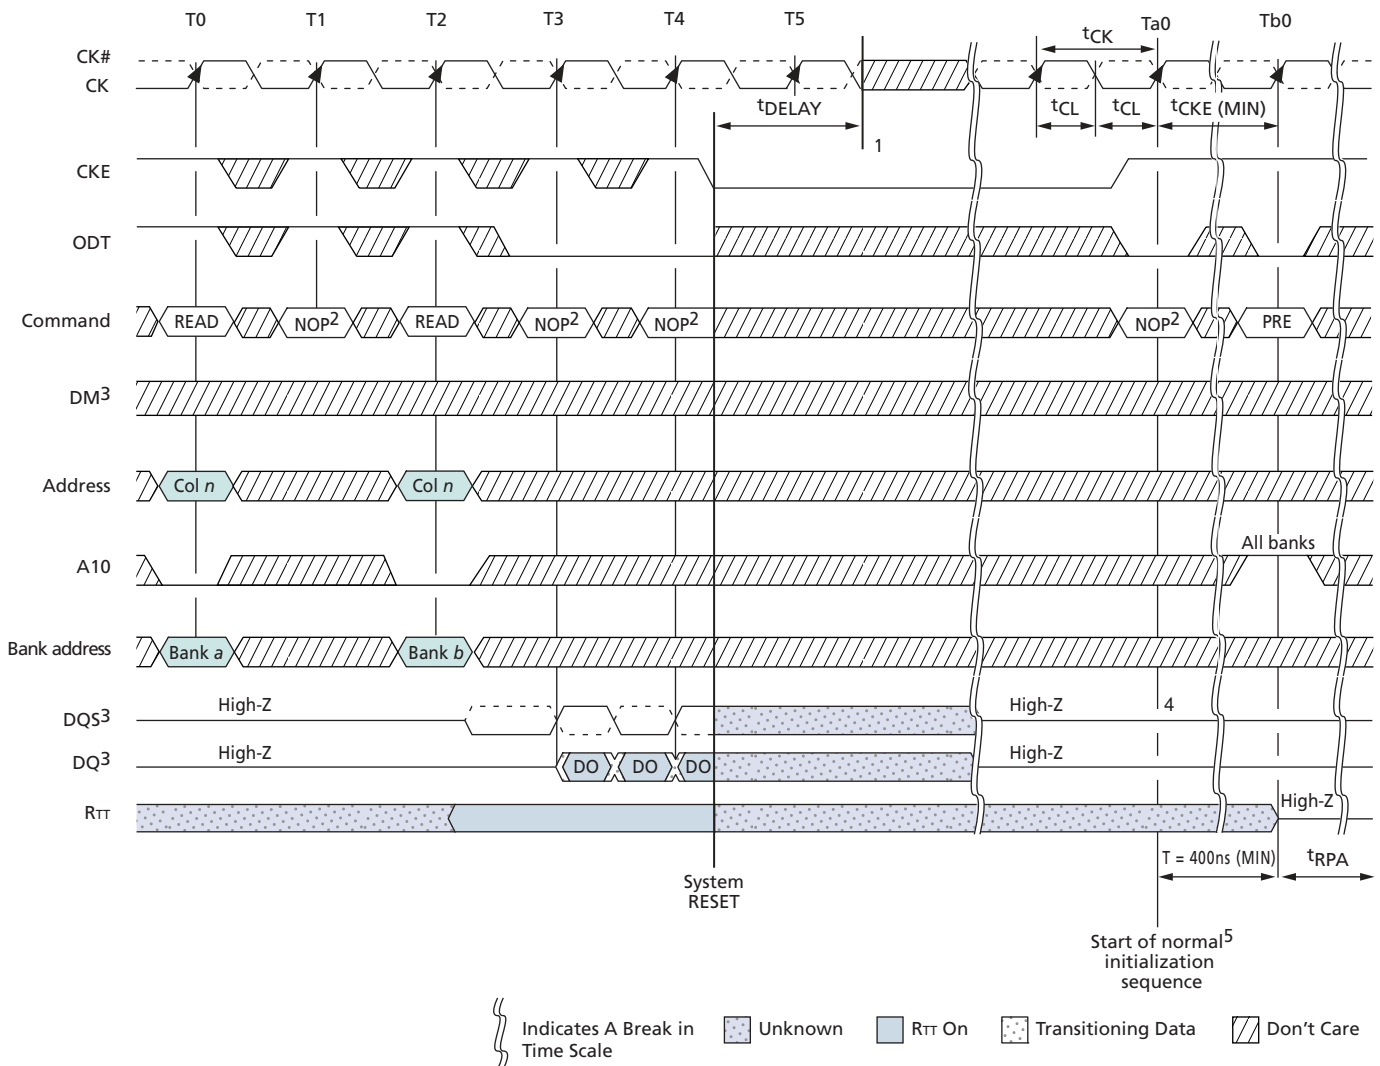 T0 T1 T2 T3 T4 T5 Ta0 Tb0
CK#
CK
tCK
tDELAY
tCL tCL tCKE (MIN)
1
CKE
ODT
Command READ NOP2 READ NOP2 NOP2 NOP2 PRE
DM3
Address Col n Col n
All banks
A10
Bank address Bank a Bank b
DQS3 High-Z High-Z 4
DQ3 High-Z DO DO DO High-Z
RTT High-Z
T = 400ns (MIN) tRPA
System
RESET
Start of normal5
initialization
sequence
Indicates A Break in
Time Scale
Unknown
RTT On
Transitioning Data
Don't Care